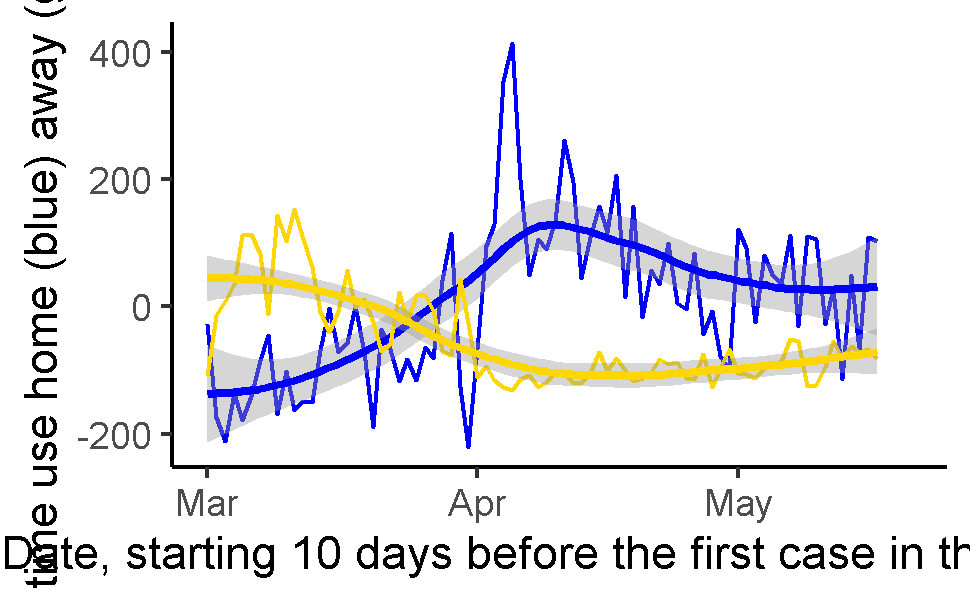 time use home (blue) away (
400
200
0
-200
Mar Apr May
Date, starting 10 days before the first case in th